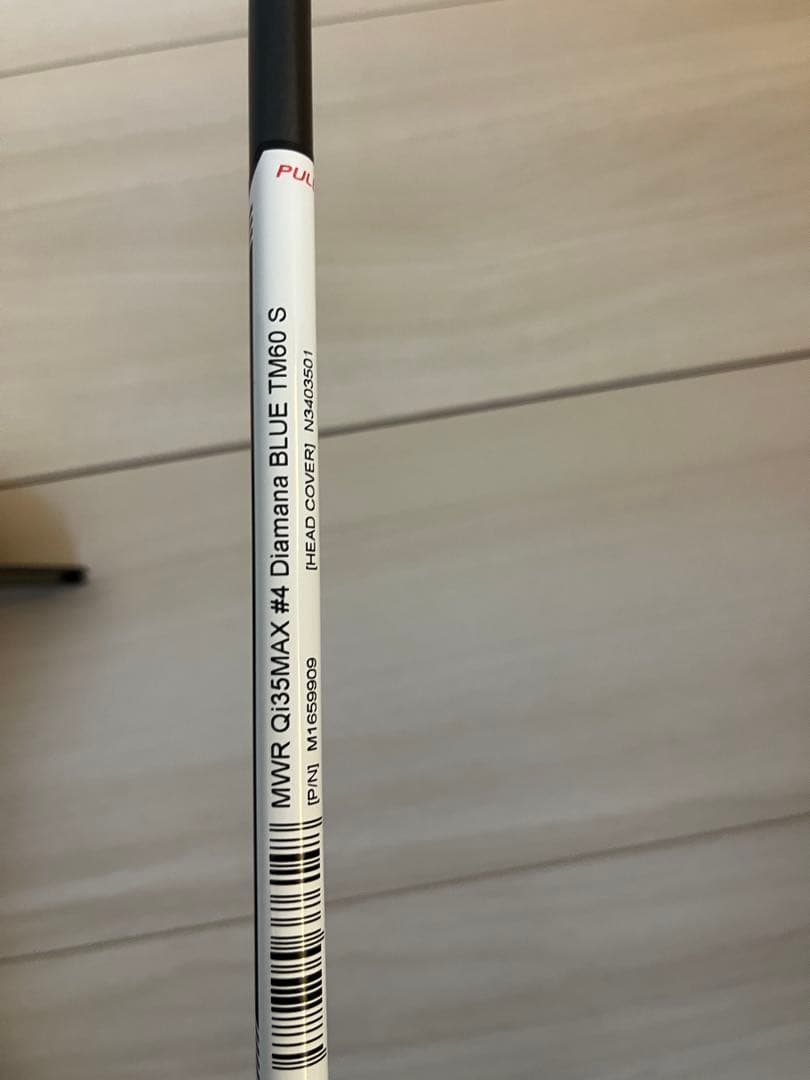 PUL
MWR Qi35MAX #4 Diamana BLUE TM60 S
[P/N] M1659909 [HEAD COVER] N3403501